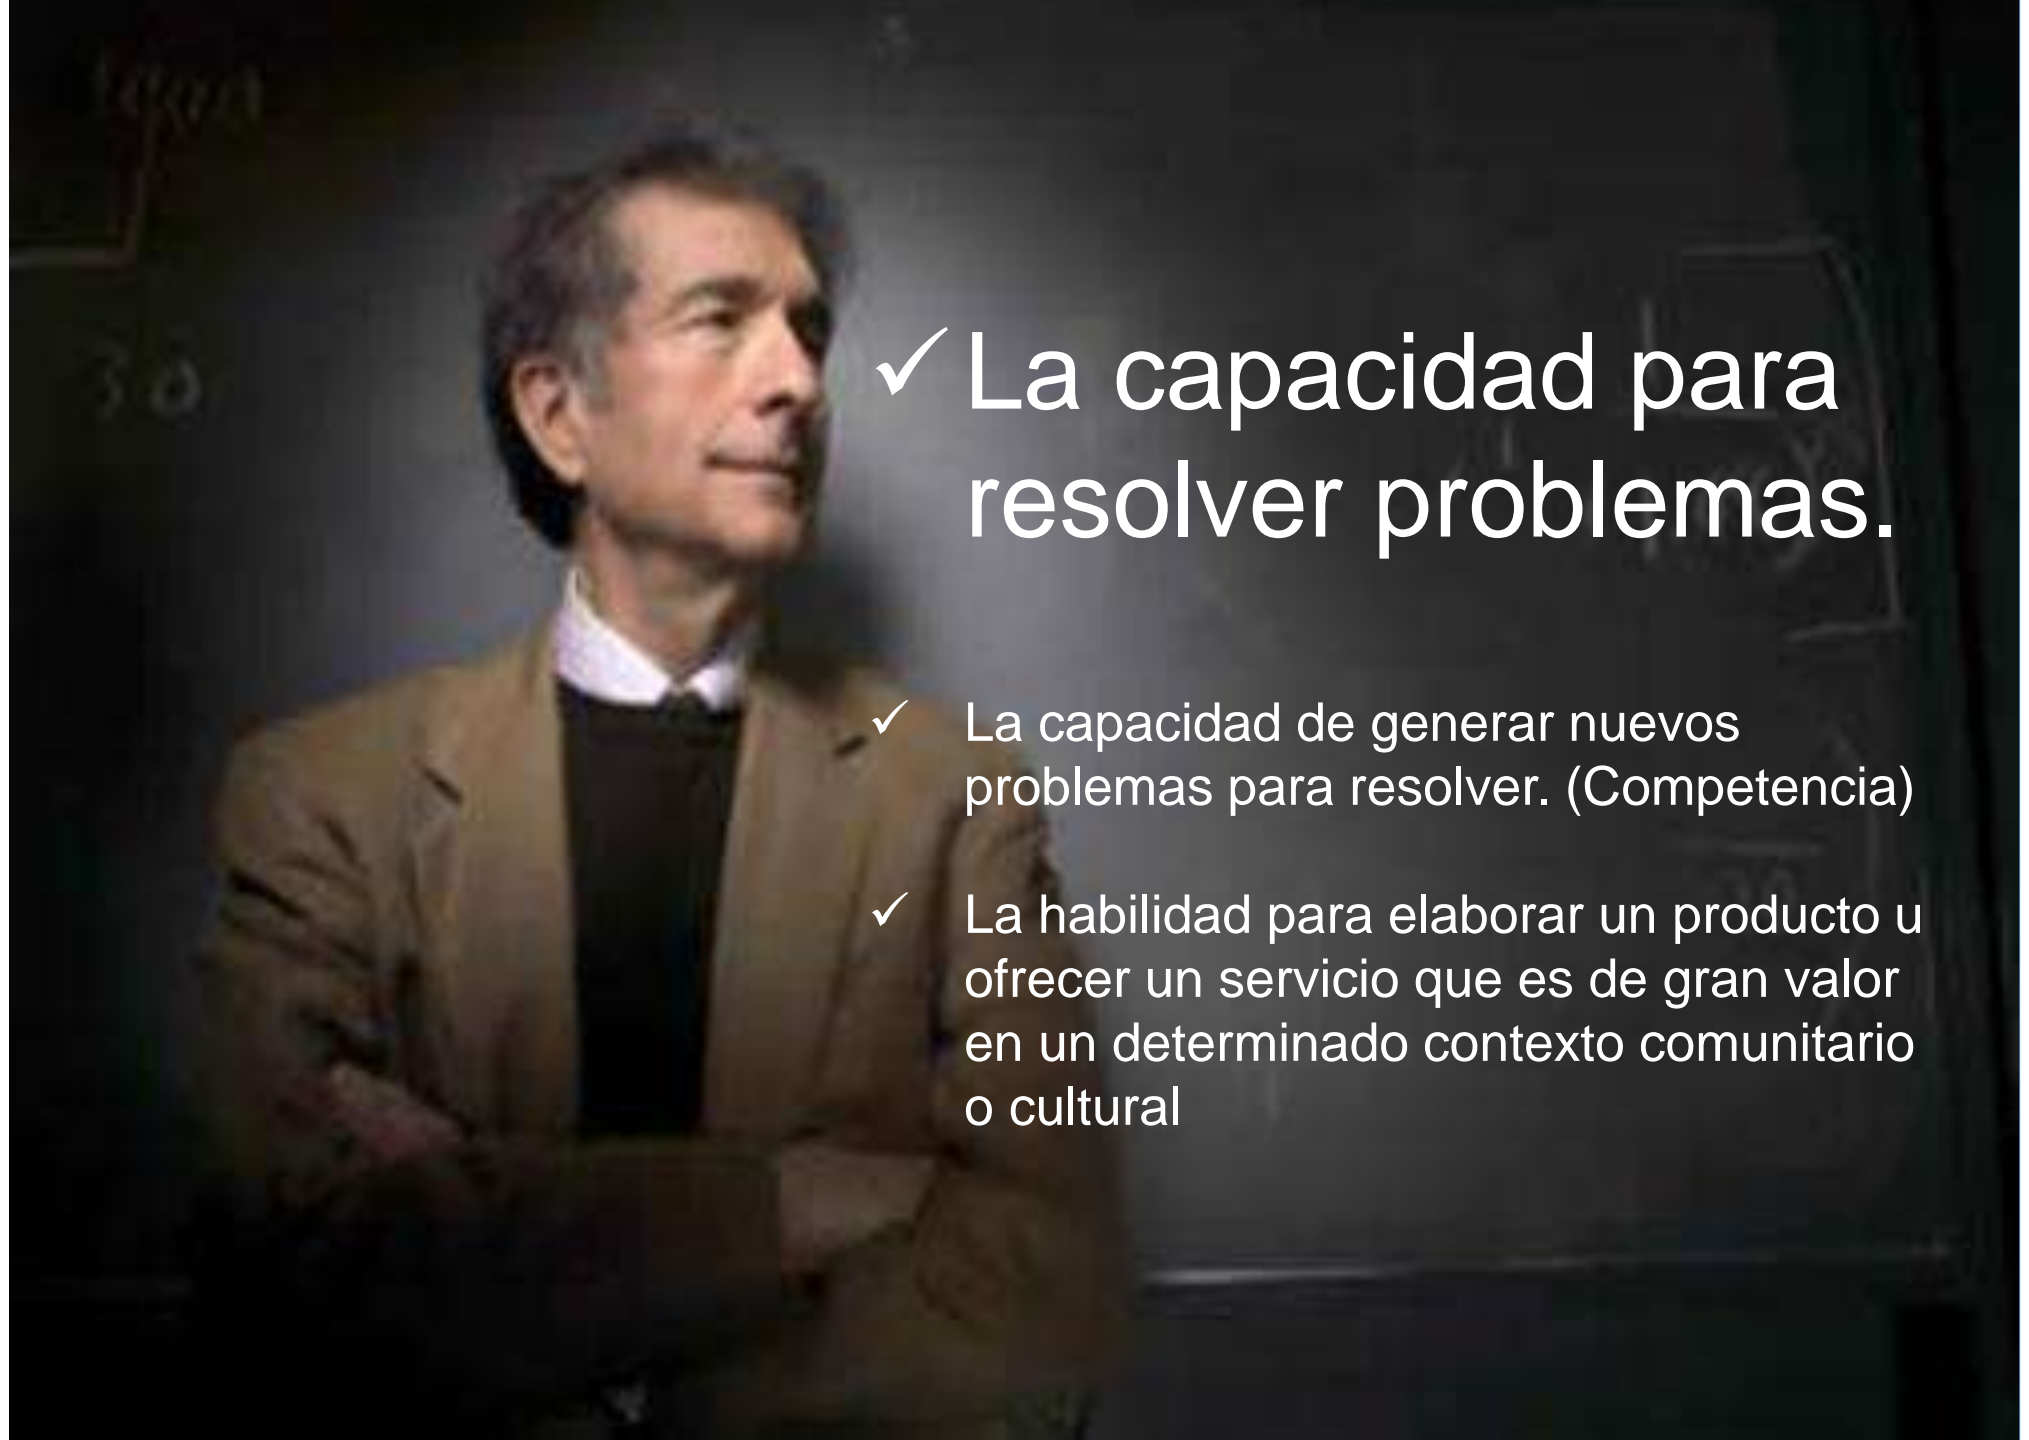 ✓ La capacidad para
resolver problemas.
✓ La capacidad de generar nuevos
problemas para resolver. (Competencia)
✓ La habilidad para elaborar un producto u
ofrecer un servicio que es de gran valor
en un determinado contexto comunitario
o cultural